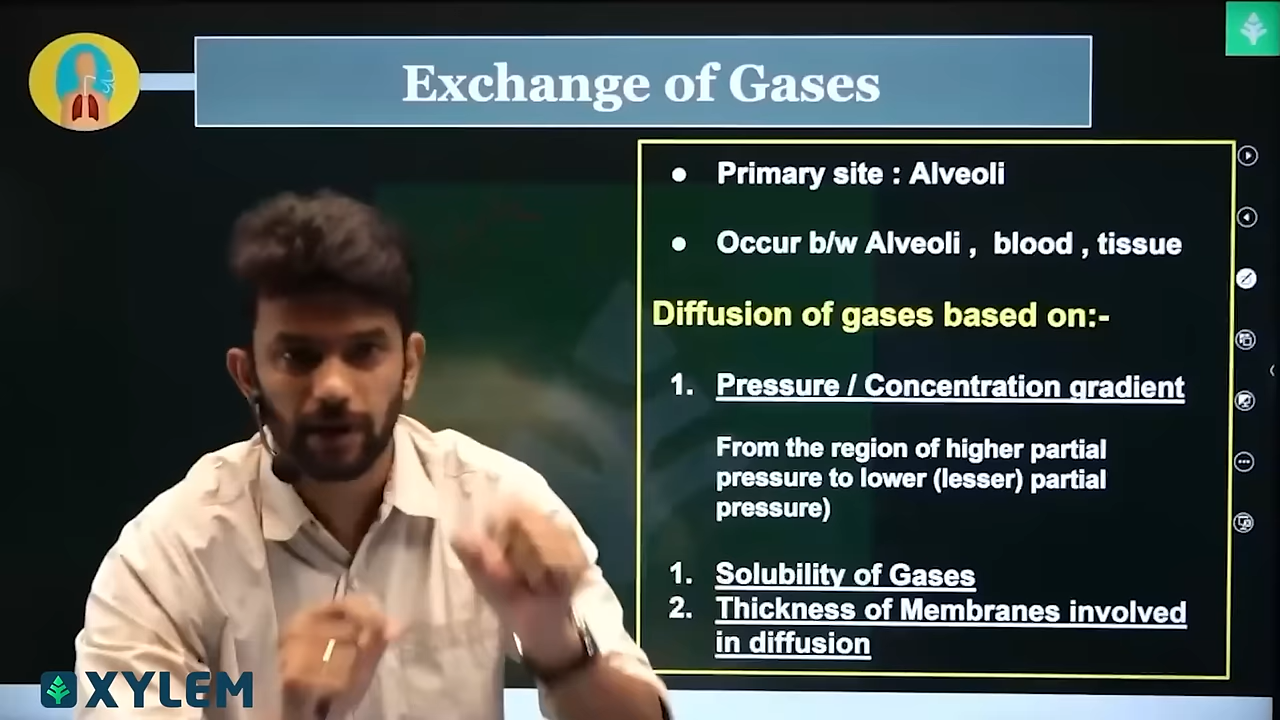 Exchange of Gases
● Primary site : Alveoli
● Occur b/w Alveoli , blood , tissue
Diffusion of gases based on:-
1. Pressure / Concentration gradient
From the region of higher partial
pressure to lower (lesser) partial
pressure)
1. Solubility of Gases
2. Thickness of Membranes involved
in diffusion
XYLEM